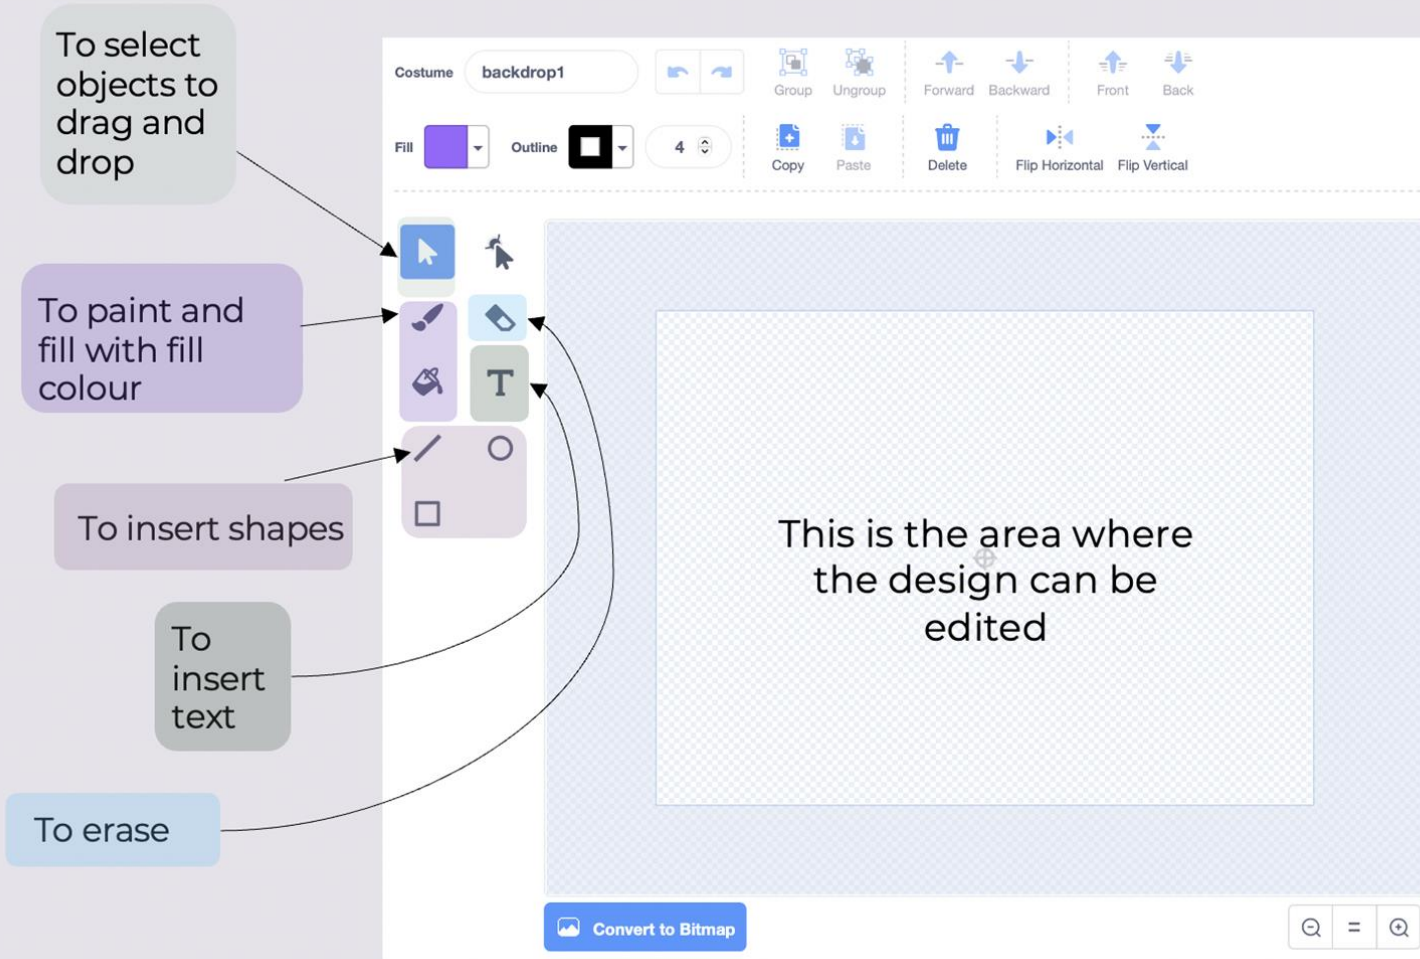 To select
objects to
drag and
drop
Costume
backdrop1
Group
Ungroup
Forward
Backward
Front
Back
Fill
Outline
4
Copy
Paste
Delete
Flip Horizontal
Flip Vertical
To paint and
fill with fill
colour
T
To insert shapes
This is the area where
the design can be
edited
To
insert
text
To erase
Convert to Bitmap
=